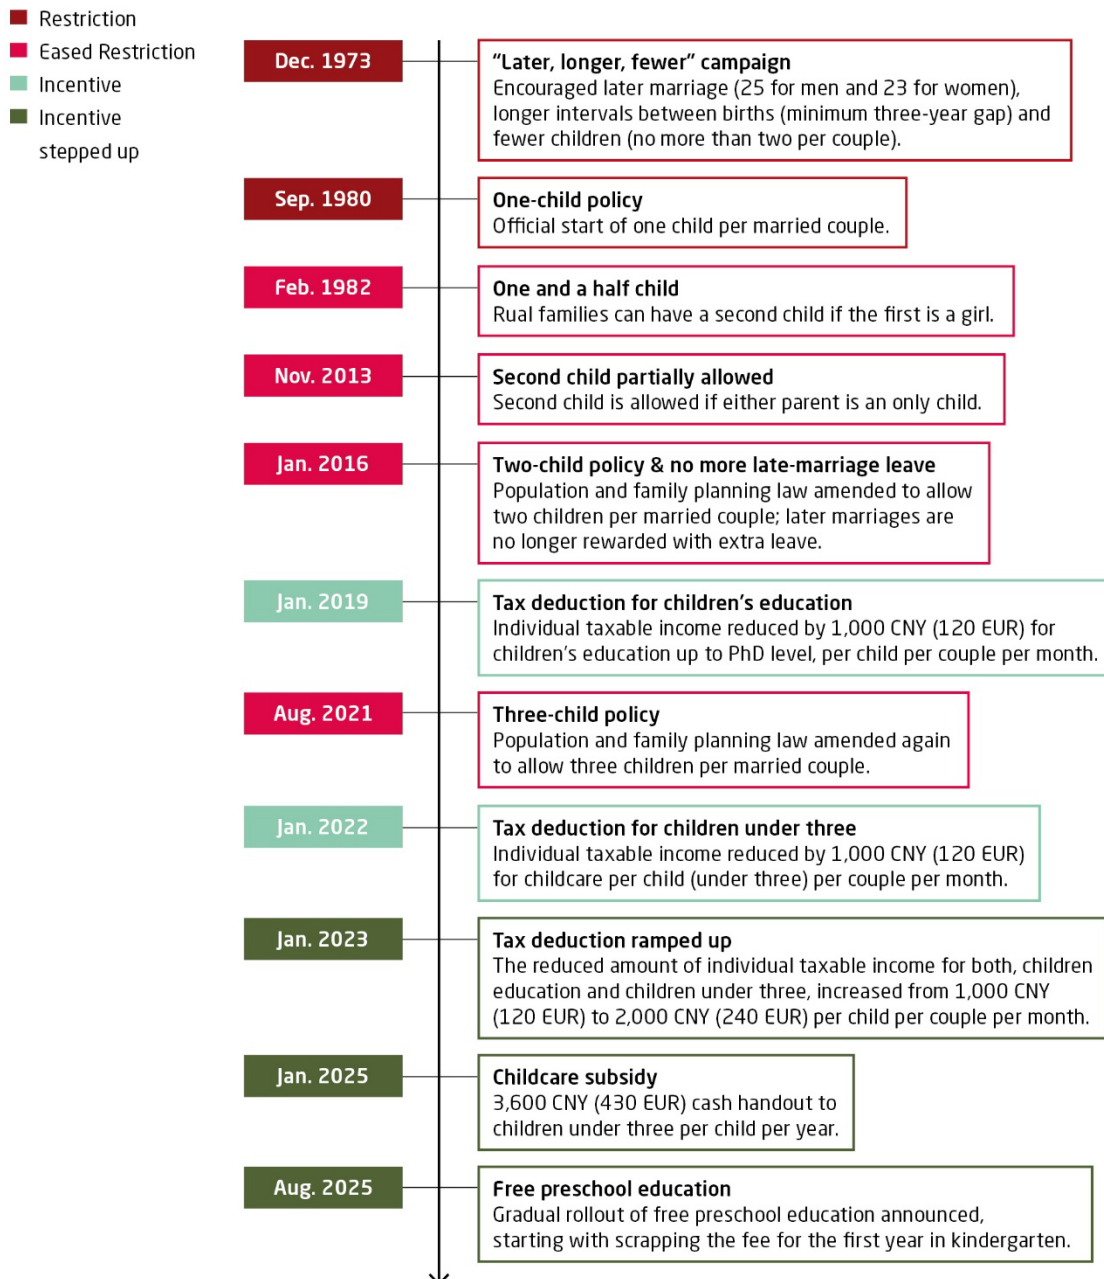 Restriction
Eased Restriction
Incentive
Incentive
stepped up
Dec. 1973
“Later, longer, fewer“ campaign
Encouraged later marriage (25 for men and 23 for women),
longer intervals between births (minimum three-year gap) and
fewer children (no more than two per couple).
Sep. 1980
One-child policy
Official start of one child per married couple.
Feb. 1982
One and a half child
Rual families can have a second child if the first is a girl.
Nov. 2013
Second child partially allowed
Second child is allowed if either parent is an only child.
Jan. 2016
Two-child policy & no more late-marriage leave
Population and family planning law amended to allow
two children per married couple; later marriages are
no longer rewarded with extra leave.
Jan. 2019
Tax deduction for children’s education
Individual taxable income reduced by 1,000 CNY (120 EUR) for
children’s education up to PhD level, per child per couple per month.
Aug. 2021
Three-child policy
Population and family planning law amended again
to allow three children per married couple.
Jan. 2022
Tax deduction for children under three
Individual taxable income reduced by 1,000 CNY (120 EUR)
for childcare per child (under three) per couple per month.
Jan. 2023
Tax deduction ramped up
The reduced amount of individual taxable income for both, children
education and children under three, increased from 1,000 CNY
(120 EUR) to 2,000 CNY (240 EUR) per child per couple per month.
Jan. 2025
Childcare subsidy
3,600 CNY (430 EUR) cash handout to
children under three per child per year.
Aug. 2025
Free preschool education
Gradual rollout of free preschool education announced,
starting with scrapping the fee for the first year in kindergarten.